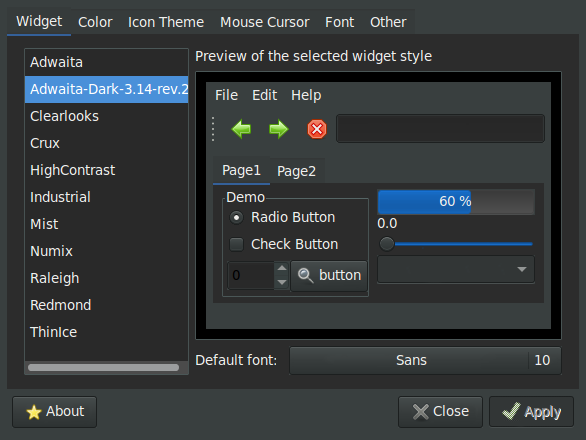 Widget Color Icon Theme Mouse Cursor Font Other
Adwaita
Adwaita-Dark-3.14-rev.2
Clearlooks
Crux
HighContrast
Industrial
Mist
Numix
Raleigh
Redmond
ThinIce
Preview of the selected widget style
File Edit Help
Page1 Page2
Demo
Radio Button
Check Button
0
button
60 %
0.0
Default font:
Sans
10
About
Close
Apply